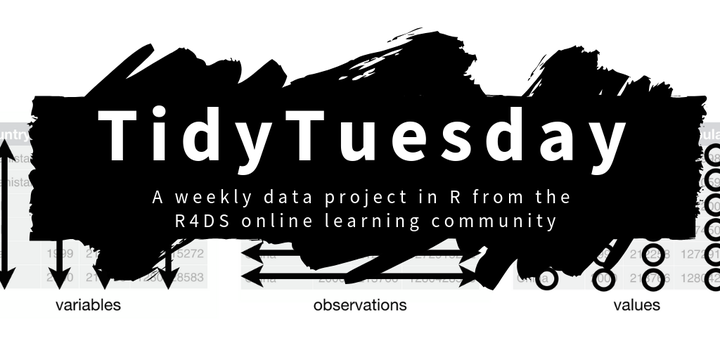 TidyTuesday
A weekly data project in R from the
R4DS online learning community
variables
observations
values